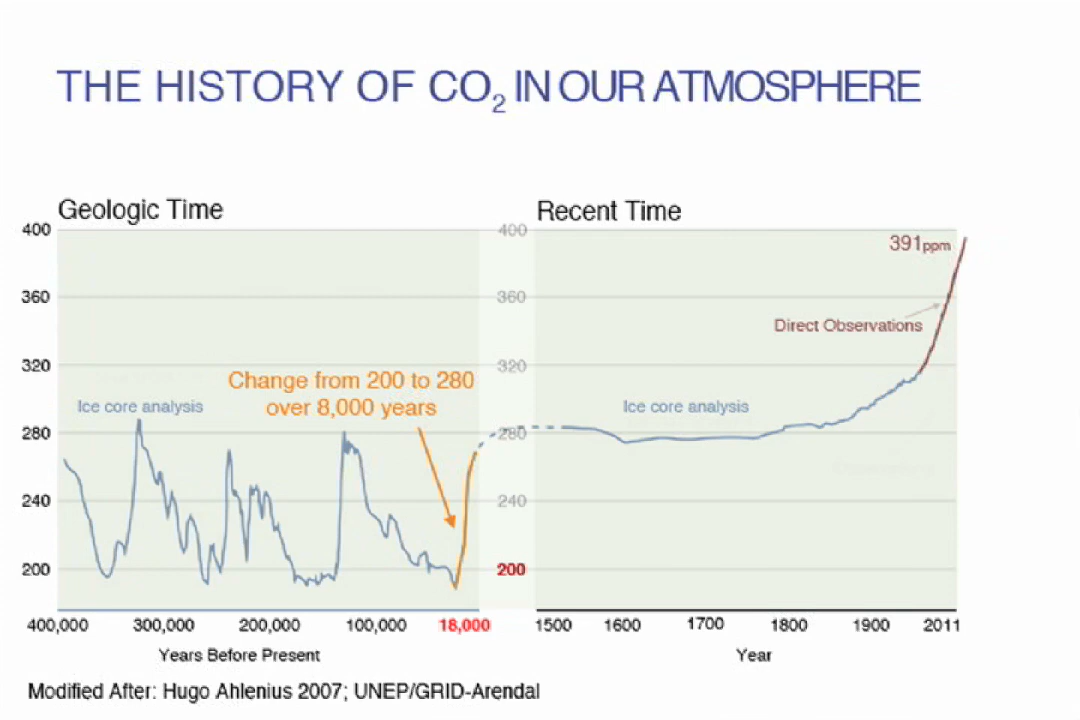 THE HISTORY OF CO₂ IN OUR ATMOSPHERE
Geologic Time
400
360
320
280
240
200
Change from 200 to 280
over 8,000 years
Ice core analysis
400,000
300,000
200,000
100,000
18,000
Years Before Present
Recent Time
400
360
320
280
240
200
391ppm
Direct Observations
Ice core analysis
1500
1600
1700
1800
1900
2011
Year
Modified After: Hugo Ahlenius 2007; UNEP/GRID-Arendal